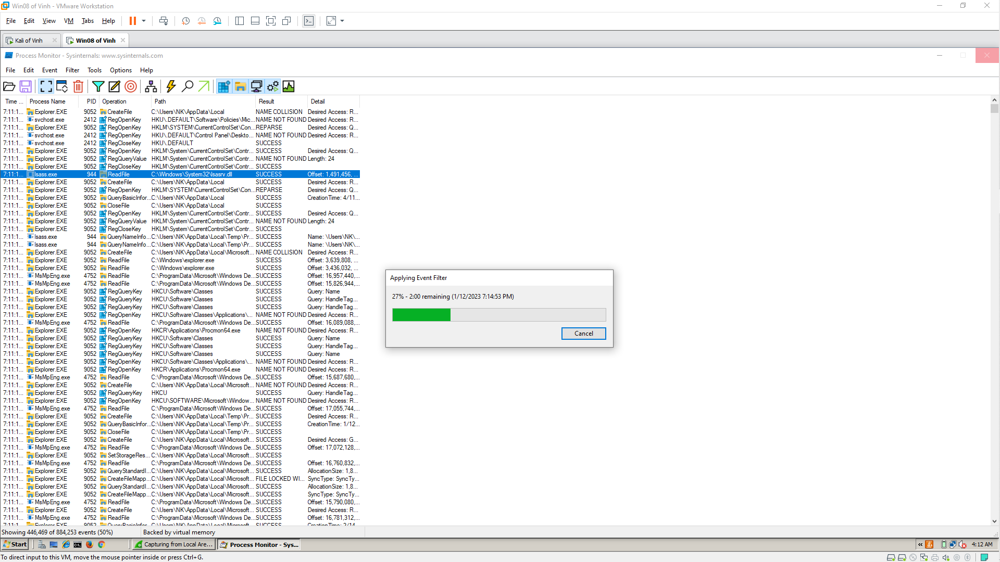 Win08 of Vinh - VMware Workstation
File Edit View VM Tabs Help
Kali of Vinh Win08 of Vinh
Process Monitor - Sysinternals: www.sysinternals.com
File Edit Event Filter Tools Options Help
Time ... Process Name PID Operation Path Result Detail
7:11:1... Explorer.EXE 9052 CreateFile C:\Users\NK\AppData\Local NAME COLLISION Desired Access: R...
7:11:1... svchost.exe 2412 RegOpenKey HKU\.DEFAULT\Software\Policies\Mic... NAME NOT FOUND Desired Access: R...
7:11:1... Explorer.EXE 9052 RegOpenKey HKLM\SYSTEM\CurrentControlSet\Con... REPARSE Desired Access: Q...
7:11:1... svchost.exe 2412 RegOpenKey HKU\.DEFAULT\Control Panel\Deskto... NAME NOT FOUND Desired Access: R...
7:11:1... svchost.exe 2412 RegCloseKey HKU\.DEFAULT SUCCESS
7:11:1... Explorer.EXE 9052 RegOpenKey HKLM\System\CurrentControlSet\Contr... SUCCESS Desired Access: Q...
7:11:1... Explorer.EXE 9052 RegQueryValue HKLM\System\CurrentControlSet\Contr... NAME NOT FOUND Length: 24
7:11:1... Explorer.EXE 9052 RegCloseKey HKLM\System\CurrentControlSet\Contr... SUCCESS
7:11:1... lsass.exe 944 ReadFile C:\Windows\System32\lsasrv.dll SUCCESS Offset: 1,491,456, ...
7:11:1... Explorer.EXE 9052 CreateFile C:\Users\NK\AppData\Local SUCCESS Desired Access: R...
7:11:1... Explorer.EXE 9052 RegOpenKey HKLM\SYSTEM\CurrentControlSet\Con... REPARSE Desired Access: Q...
7:11:1... Explorer.EXE 9052 QueryBasicInfor... C:\Users\NK\AppData\Local SUCCESS CreationTime: 4/11...
7:11:1... Explorer.EXE 9052 CloseFile C:\Users\NK\AppData\Local SUCCESS
7:11:1... Explorer.EXE 9052 RegOpenKey HKLM\System\CurrentControlSet\Contr... SUCCESS Desired Access: Q...
7:11:1... Explorer.EXE 9052 RegQueryValue HKLM\System\CurrentControlSet\Contr... NAME NOT FOUND Length: 24
7:11:1... Explorer.EXE 9052 RegCloseKey HKLM\System\CurrentControlSet\Contr... SUCCESS
7:11:1... lsass.exe 944 QueryNameInfo... C:\Users\NK\AppData\Local\Temp\Pr... SUCCESS Name: \Users\NK\...
7:11:1... lsass.exe 944 QueryNameInfo... C:\Users\NK\AppData\Local\Temp\Pr... SUCCESS Name: \Users\NK\...
7:11:1... Explorer.EXE 9052 CreateFile C:\Users\NK\AppData\Local\Microsoft... NAME COLLISION Desired Access: R...
7:11:1... Explorer.EXE 9052 ReadFile C:\Windows\explorer.exe SUCCESS Offset: 3,639,808, ...
7:11:1... Explorer.EXE 9052 ReadFile C:\Windows\explorer.exe SUCCESS Offset: 3,436,032, ...
7:11:1... MsMpEng.exe 4752 ReadFile C:\ProgramData\Microsoft\Windows De... SUCCESS Offset: 16,957,440,...
7:11:1... MsMpEng.exe 4752 ReadFile C:\ProgramData\Microsoft\Windows De... SUCCESS Offset: 15,826,944,...
7:11:1... Explorer.EXE 9052 RegQueryKey HKCU\Software\Classes SUCCESS Query: Name
7:11:1... Explorer.EXE 9052 RegQueryKey HKCU\Software\Classes SUCCESS Query: HandleTag...
7:11:1... Explorer.EXE 9052 RegQueryKey HKCU\Software\Classes SUCCESS Query: HandleTag...
7:11:1... Explorer.EXE 9052 RegOpenKey HKCU\Software\Classes\Applications\... NAME NOT FOUND Desired Access: R...
7:11:1... MsMpEng.exe 4752 ReadFile C:\ProgramData\Microsoft\Windows De... SUCCESS Offset: 16,089,088,...
7:11:1... Explorer.EXE 9052 RegOpenKey HKCR\Applications\Procmon64.exe NAME NOT FOUND Desired Access: R...
7:11:1... Explorer.EXE 9052 RegQueryKey HKCU\Software\Classes SUCCESS Query: Name
7:11:1... Explorer.EXE 9052 RegQueryKey HKCU\Software\Classes SUCCESS Query: HandleTag...
7:11:1... Explorer.EXE 9052 RegQueryKey HKCU\Software\Classes SUCCESS Query: Name
7:11:1... Explorer.EXE 9052 RegOpenKey HKCU\Software\Classes\Applications\... NAME NOT FOUND Desired Access: R...
7:11:1... Explorer.EXE 9052 RegOpenKey HKCR\Applications\Procmon64.exe NAME NOT FOUND Desired Access: R...
7:11:1... MsMpEng.exe 4752 ReadFile C:\ProgramData\Microsoft\Windows De... SUCCESS Offset: 15,687,680,...
7:11:1... Explorer.EXE 9052 CreateFile C:\Users\NK\AppData\Local\Microsoft... NAME NOT FOUND Desired Access: R...
7:11:1... Explorer.EXE 9052 RegQueryKey HKCU SUCCESS Query: HandleTag...
7:11:1... Explorer.EXE 9052 RegOpenKey HKCU\SOFTWARE\Microsoft\Window... NAME NOT FOUND Desired Access: R...
7:11:1... MsMpEng.exe 4752 ReadFile C:\ProgramData\Microsoft\Windows De... SUCCESS Offset: 17,055,744,...
7:11:1... Explorer.EXE 9052 CreateFile C:\Users\NK\AppData\Local\Temp\Pr... SUCCESS Desired Access: R...
7:11:1... Explorer.EXE 9052 QueryBasicInfor... C:\Users\NK\AppData\Local\Temp\Pr... SUCCESS CreationTime: 1/12...
7:11:1... Explorer.EXE 9052 CloseFile C:\Users\NK\AppData\Local\Temp\Pr... SUCCESS
7:11:1... Explorer.EXE 9052 CreateFile C:\Users\NK\AppData\Local\Microsoft... SUCCESS Desired Access: G...
7:11:1... MsMpEng.exe 4752 ReadFile C:\ProgramData\Microsoft\Windows De... SUCCESS Offset: 17,072,128,...
7:11:1... Explorer.EXE 9052 SetStorageRes... C:\Users\NK\AppData\Local\Microsoft... SUCCESS
7:11:1... MsMpEng.exe 4752 ReadFile C:\ProgramData\Microsoft\Windows De... SUCCESS Offset: 16,760,832,...
7:11:1... Explorer.EXE 9052 QueryStandardI... C:\Users\NK\AppData\Local\Microsoft... SUCCESS AllocationSize: 1,8...
7:11:1... Explorer.EXE 9052 CreateFileMapp... C:\Users\NK\AppData\Local\Microsoft... FILE LOCKED WI... SyncType: SyncTy...
7:11:1... Explorer.EXE 9052 QueryStandardI... C:\Users\NK\AppData\Local\Microsoft... SUCCESS AllocationSize: 1,8...
7:11:1... Explorer.EXE 9052 CreateFileMapp... C:\Users\NK\AppData\Local\Microsoft... SUCCESS SyncType: SyncTy...
7:11:1... MsMpEng.exe 4752 ReadFile C:\ProgramData\Microsoft\Windows De... SUCCESS Offset: 15,790,080,...
7:11:1... Explorer.EXE 9052 CreateFile C:\Users\NK\AppData\Local\Microsoft... SUCCESS Desired Access: R...
7:11:1... MsMpEng.exe 4752 ReadFile C:\ProgramData\Microsoft\Windows De... SUCCESS Offset: 16,781,312,...
Applying Event Filter
27% - 2:00 remaining (1/12/2023 7:14:53 PM)
Cancel
Showing 446,469 of 884,253 events (50%) Backed by virtual memory
Start Capturing from Local Are... Process Monitor - Sys... « 4:12 AM
To direct input to this VM, move the mouse pointer inside or press Ctrl+G.